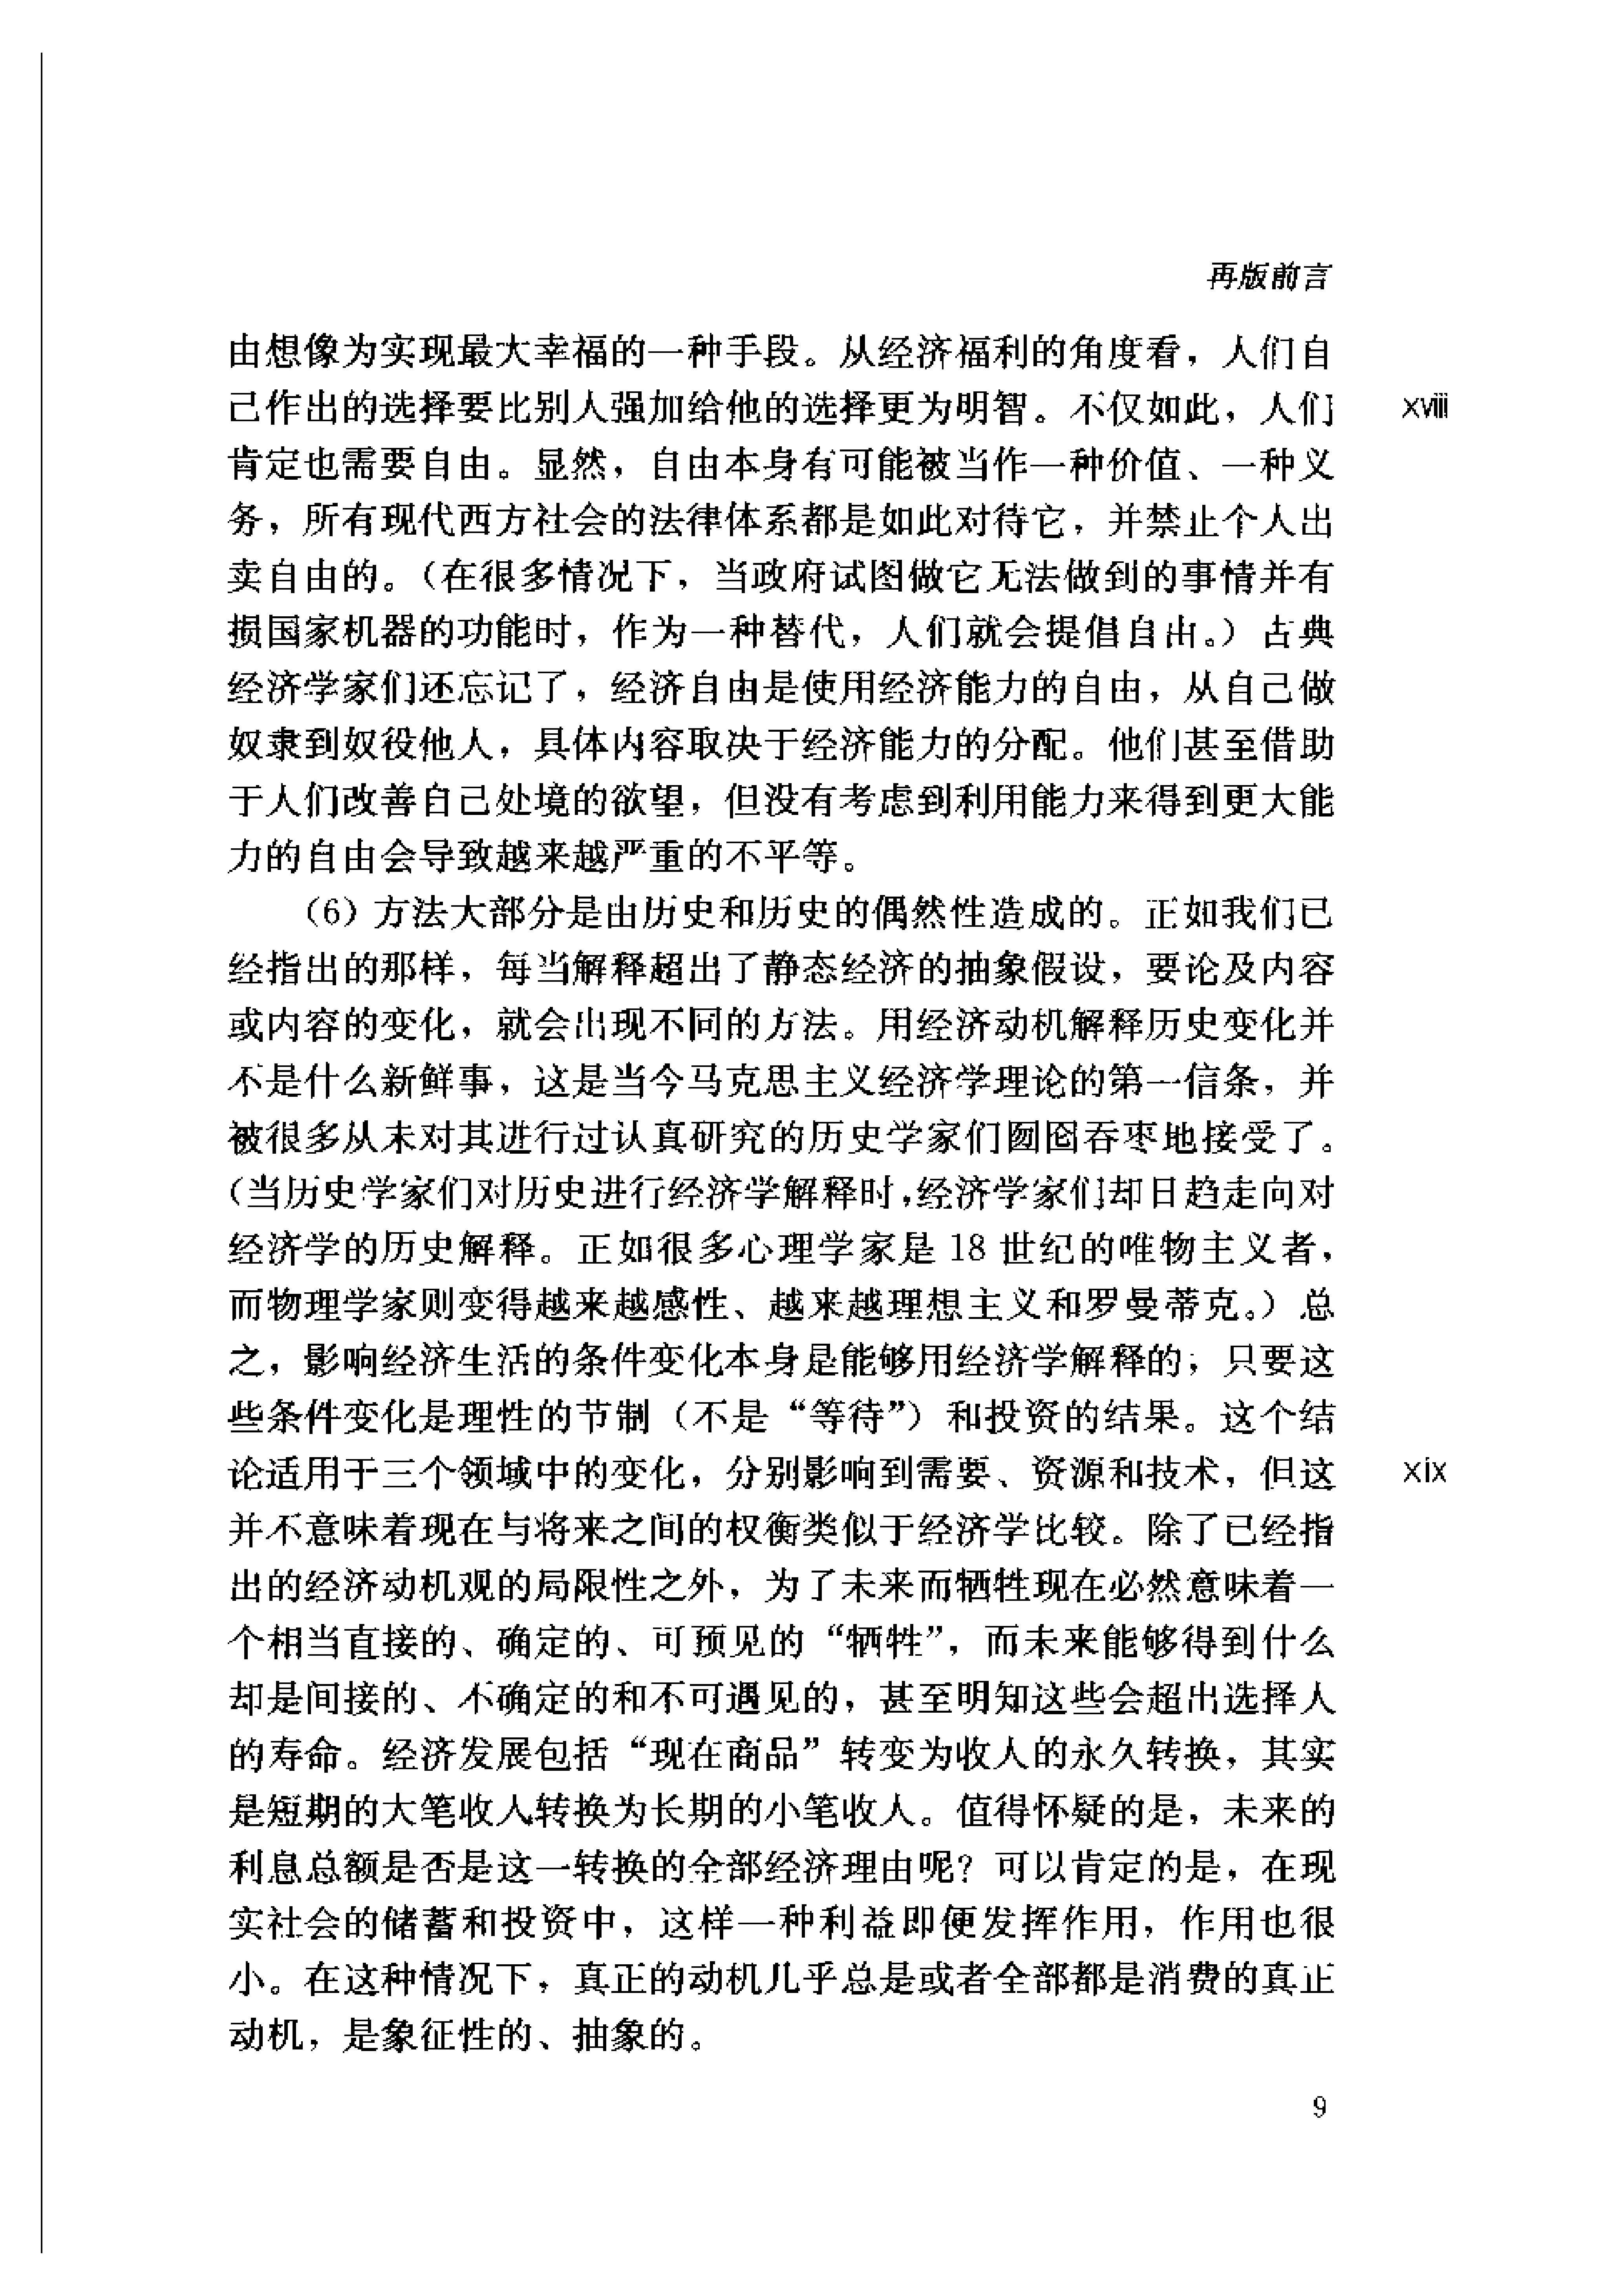 再版前言
由想像为实现最大幸福的一种手段。从经济福利的角度看，人们自
己作出的选择要比别人强加给他的选择更为明智。不仅如此，人们
xviii
肯定也需要自由。显然，自由本身有可能被当作一种价值、一种义
务，所有现代西方社会的法律体系都是如此对待它，并禁止个人出
卖自由的。（在很多情况下，当政府试图做它无法做到的事情并有
损国家机器的功能时，作为一种替代，人们就会提倡自由。）古典
经济学家们还忘记了，经济自由是使用经济能力的自由，从自己做
奴隶到奴役他人，具体内容取决于经济能力的分配。他们甚至借助
于人们改善自己处境的欲望，但没有考虑到利用能力来得到更大能
力的自由会导致越来越严重的不平等。
（6）方法大部分是由历史和历史的偶然性造成的。正如我们已
经指出的那样，每当解释超出了静态经济的抽象假设，要论及内容
或内容的变化，就会出现不同的方法。用经济动机解释历史变化并
不是什么新鲜事，这是当今马克思主义经济学理论的第一信条，并
被很多从未对其进行过认真研究的历史学家们囫囵吞枣地接受了。
（当历史学家们对历史进行经济学解释时，经济学家们却日趋走向对
经济学的历史解释。正如很多心理学家是 18 世纪的唯物主义者，
而物理学家则变得越来越感性、越来越理想主义和罗曼蒂克。）总
之，影响经济生活的条件变化本身是能够用经济学解释的，只要这
些条件变化是理性的节制（不是“等待”）和投资的结果。这个结
论适用于三个领域中的变化，分别影响到需要、资源和技术，但这
xix
并不意味着现在与将来之间的权衡类似于经济学比较。除了已经指
出的经济动机观的局限性之外，为了未来而牺牲现在必然意味着一
个相当直接的、确定的、可预见的“牺牲”，而未来能够得到什么
却是间接的、不确定的和不可遇见的，甚至明知这些会超出选择人
的寿命。经济发展包括“现在商品”转变为收人的永久转换，其实
是短期的大笔收人转换为长期的小笔收人。值得怀疑的是，未来的
利息总额是否是这一转换的全部经济理由呢？可以肯定的是，在现
实社会的储蓄和投资中，这样一种利益即便发挥作用，作用也很
小。在这种情况下，真正的动机几乎总是或者全部都是消费的真正
动机，是象征性的、抽象的。
9